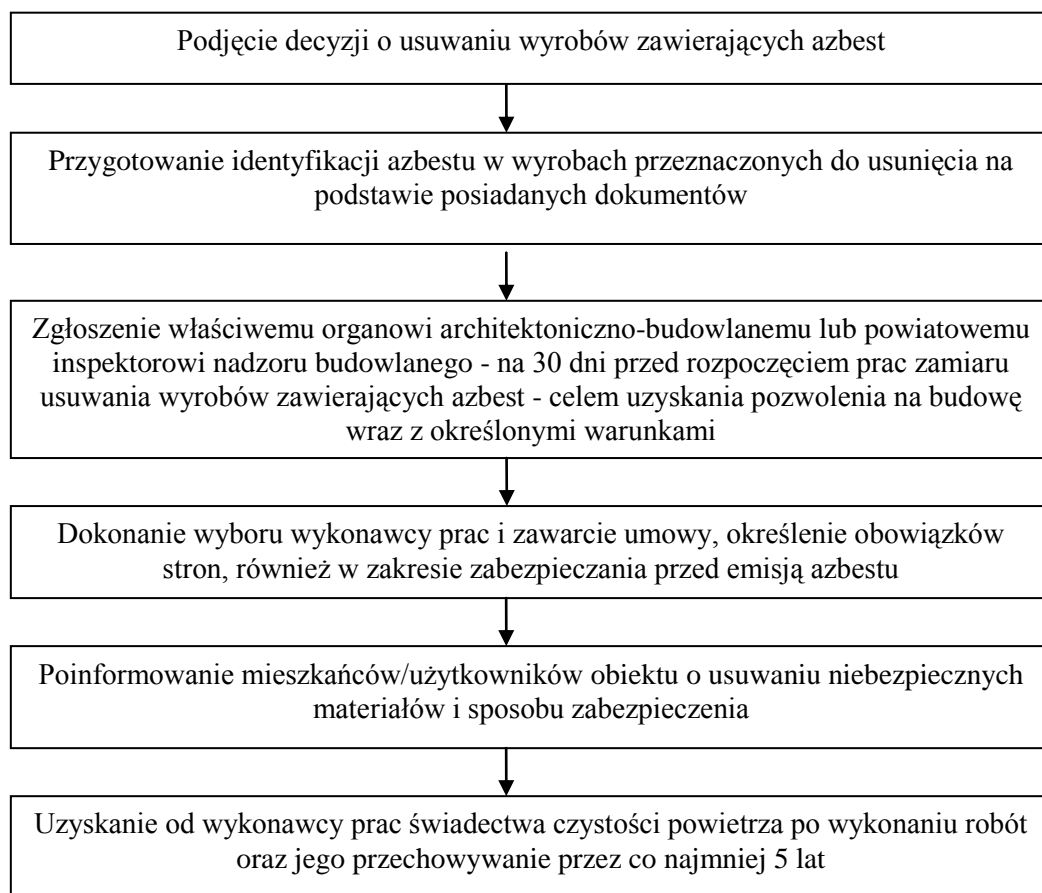 Podjęcie decyzji o usuwaniu wyrobów zawierających azbest
Przygotowanie identyfikacji azbestu w wyrobach przeznaczonych do usunięcia na
podstawie posiadanych dokumentów
Zgłoszenie właściwemu organowi architektoniczno-budowlanemu lub powiatowemu
inspektorowi nadzoru budowlanego - na 30 dni przed rozpoczęciem prac zamiaru
usuwania wyrobów zawierających azbest - celem uzyskania pozwolenia na budowę
wraz z określonymi warunkami
Dokonanie wyboru wykonawcy prac i zawarcie umowy, określenie obowiązków
stron, również w zakresie zabezpieczania przed emisją azbestu
Poinformowanie mieszkańców/użytkowników obiektu o usuwaniu niebezpiecznych
materiałów i sposobu zabezpieczenia
Uzyskanie od wykonawcy prac świadectwa czystości powietrza po wykonaniu robót
oraz jego przechowywanie przez co najmniej 5 lat